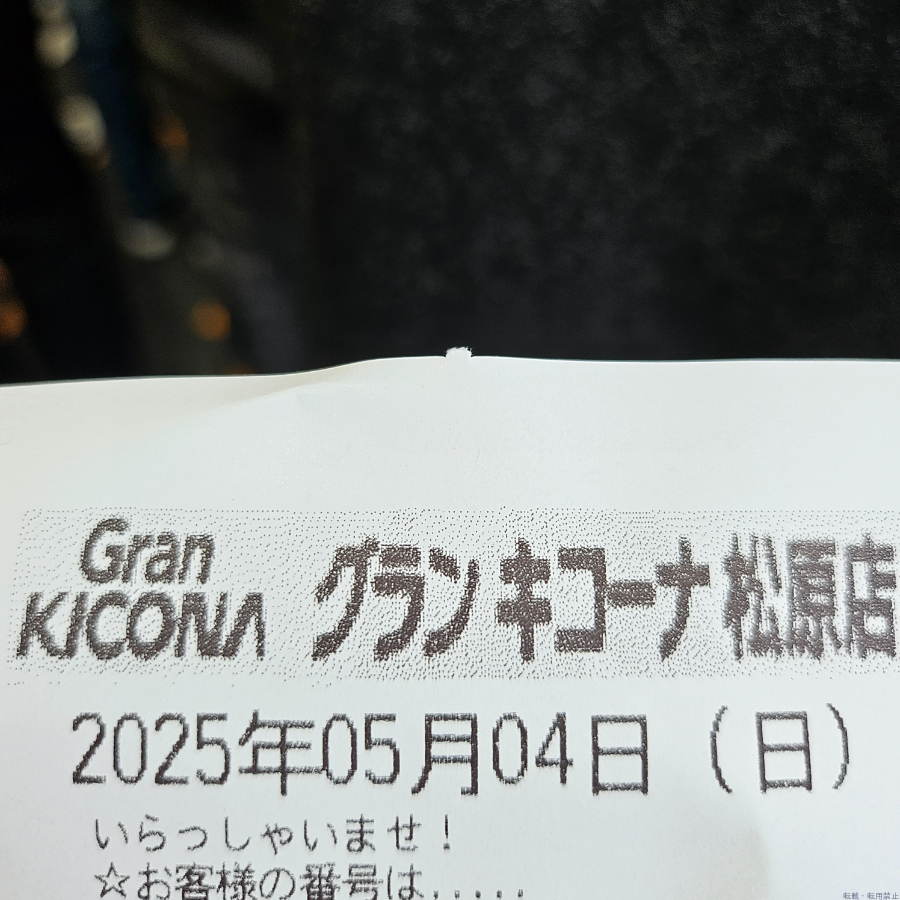 Gran
KICONA
グランキコーナ松原店
2025年05月04日（日）
いらっしゃいませ！
☆お客様の番号は.....
転載・転用禁止